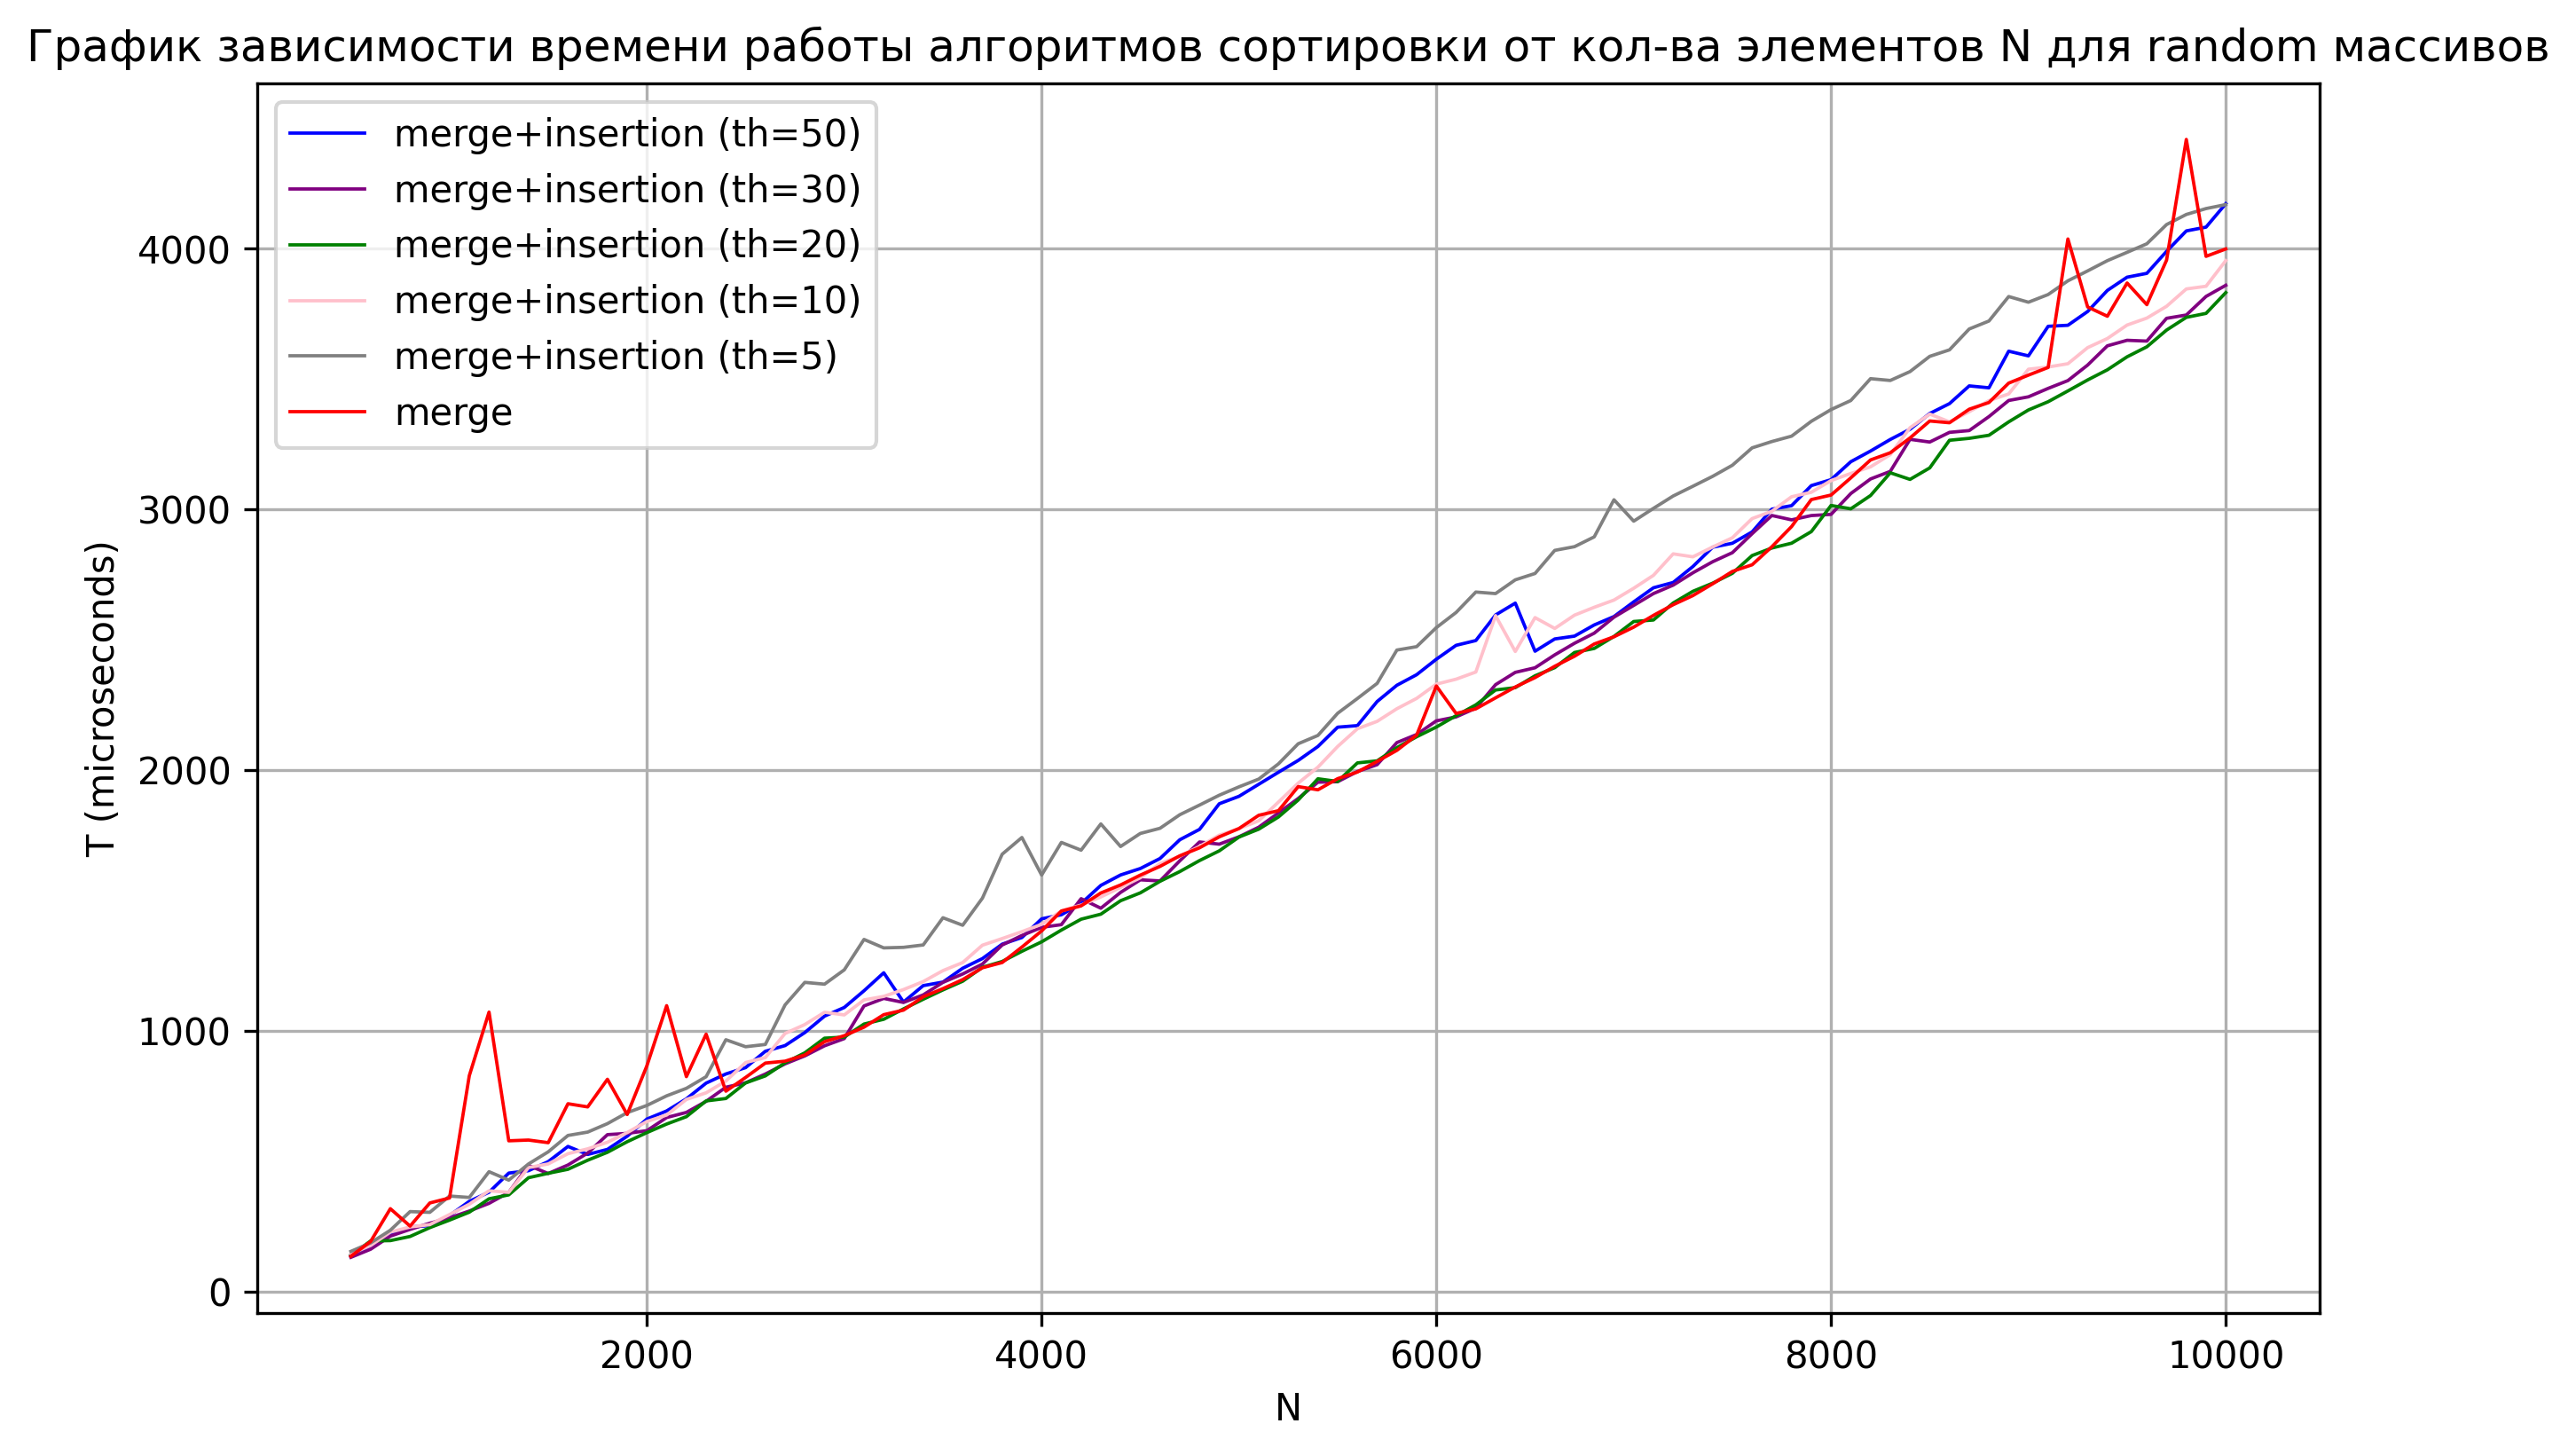 График зависимости времени работы алгоритмов сортировки от кол-ва элементов N для random массивов
merge+insertion (th=50)
merge+insertion (th=30)
merge+insertion (th=20)
merge+insertion (th=10)
merge+insertion (th=5)
merge
T (microseconds)
4000
3000
2000
1000
0
2000 4000 6000 8000 10000
N